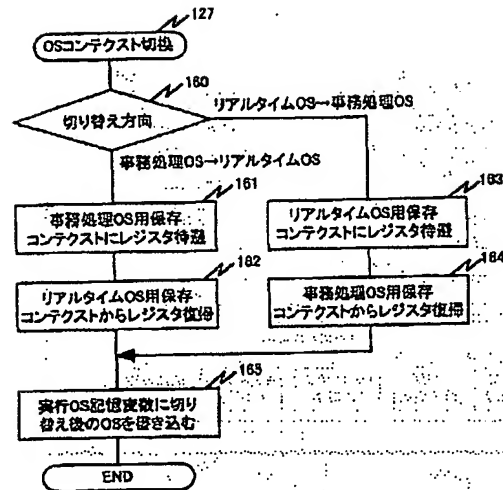 127
OSコンテクスト切換
160
切り替え方向
リアルタイムOS→事務処理OS
事務処理OS→リアルタイムOS
161
事務処理OS用保存
コンテクストにレジスタ待避
163
リアルタイムOS用保存
コンテクストにレジスタ待避
162
リアルタイムOS用保存
コンテクストからレジスタ復帰
164
事務処理OS用保存
コンテクストからレジスタ復帰
165
実行OS記憶変数に切り
替え後のOSを書き込む
END